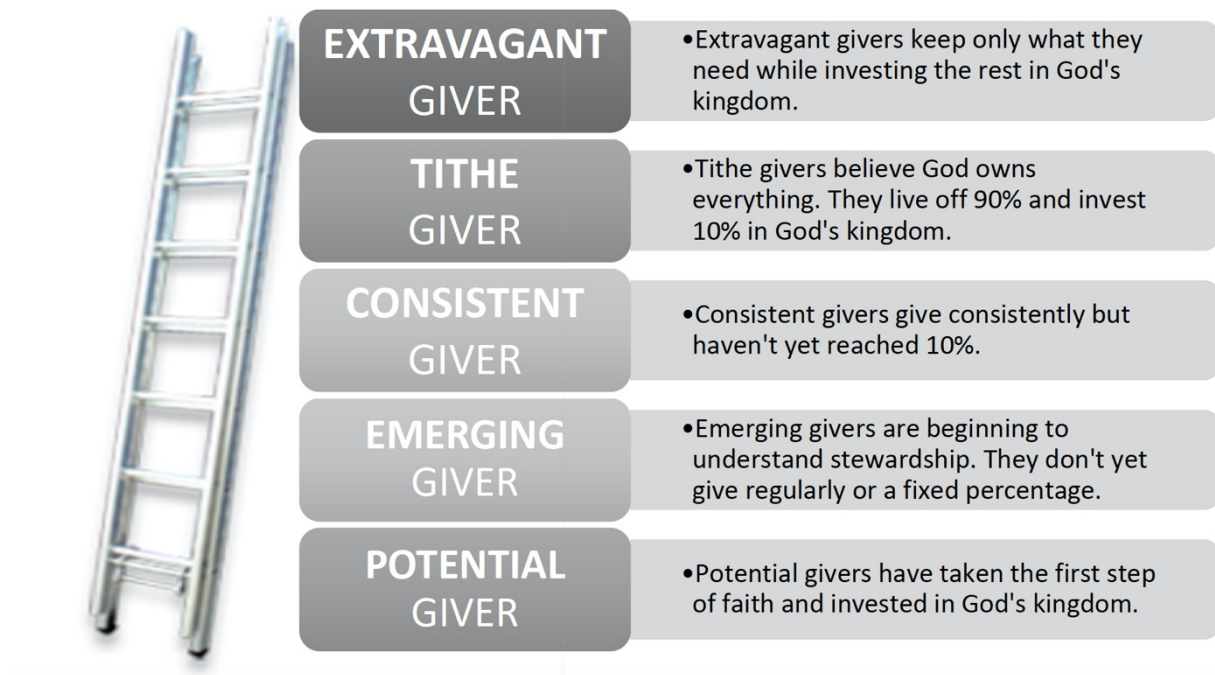 EXTRAVAGANT
GIVER
•Extravagant givers keep only what they
need while investing the rest in God's
kingdom.
TITHE
GIVER
•Tithe givers believe God owns
everything. They live off 90% and invest
10% in God's kingdom.
CONSISTENT
GIVER
•Consistent givers give consistently but
haven't yet reached 10%.
EMERGING
GIVER
•Emerging givers are beginning to
understand stewardship. They don't yet
give regularly or a fixed percentage.
POTENTIAL
GIVER
•Potential givers have taken the first step
of faith and invested in God's kingdom.